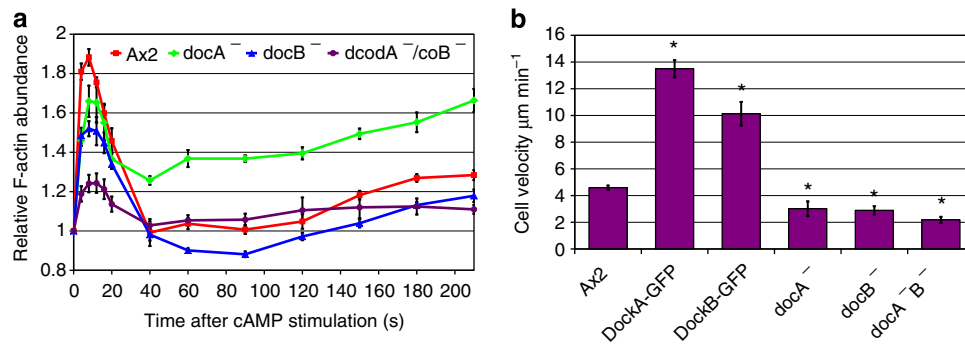 a
Relative F-actin abundance
2
1.8
1.6
1.4
1.2
1
0.8
Ax2
docA⁻
docB⁻
dcodA⁻/coB⁻
0 20 40 60 80 100 120 140 160 180 200
Time after cAMP stimulation (s)
b
Cell velocity μm min⁻¹
16
14
12
10
8
6
4
2
0
*
*
*
*
*
Ax2
DockA-GFP
DockB-GFP
docA⁻
docB⁻
docA⁻B⁻